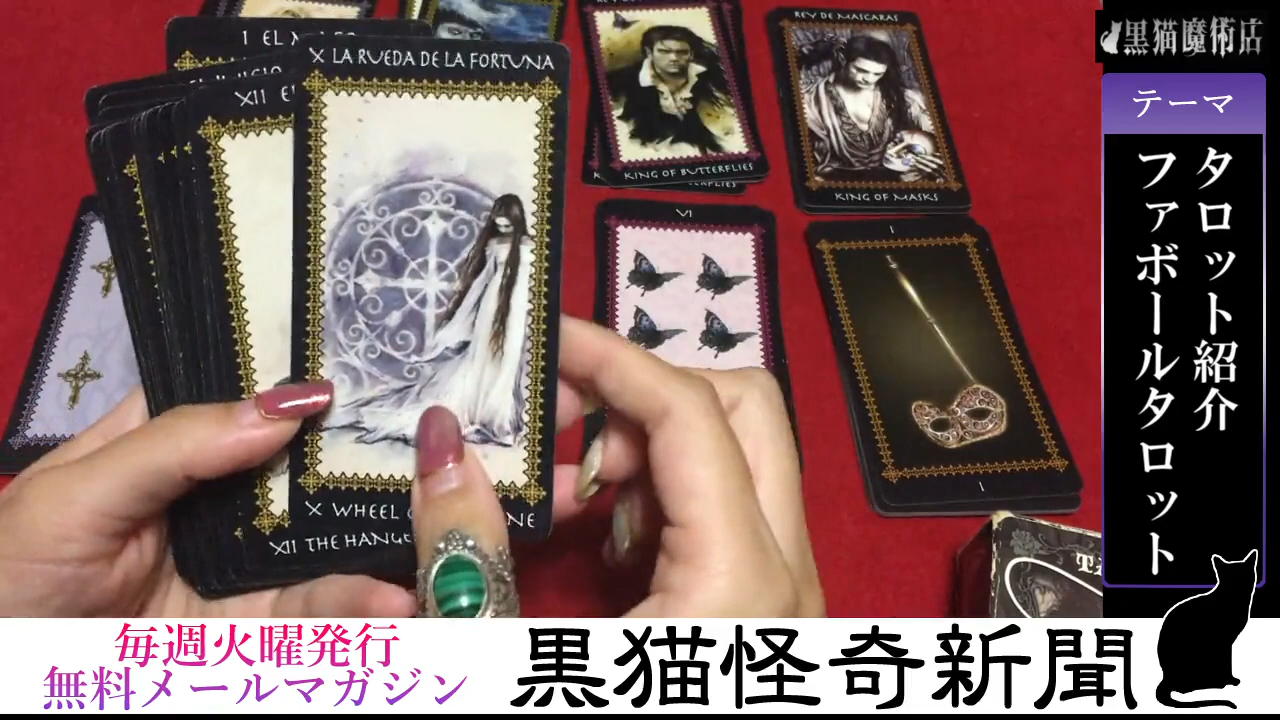 I EL
X LA RUEDA DE LA FORTUNA
XII
X WHEEL
XII THE HANGE
KING OF BUTTERFLIES
REY DE MASCARAS
KING OF MASKS
VI
I
I
黒猫魔術店
テーマ
タロット紹介
ファボールタロット
毎週火曜発行
無料メールマガジン
黒猫怪奇新聞